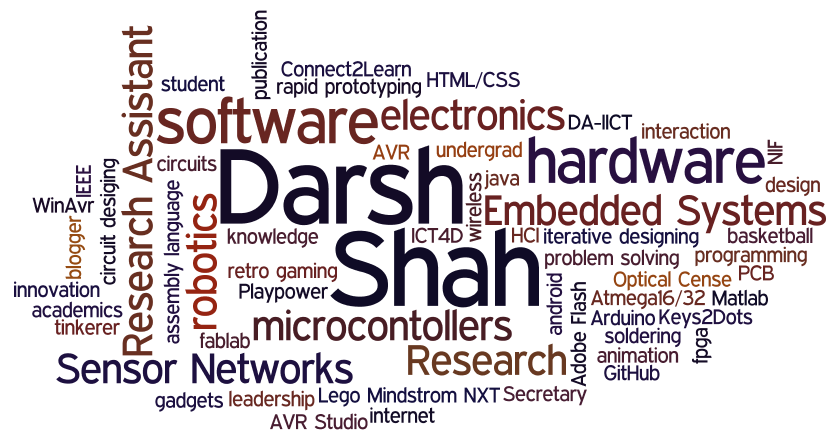 publication
Research Assistant
student
Connect2Learn
rapid prototyping
HTML/CSS
software
electronics
DA-IICT
interaction
AVR
undergrad
hardware
NIF
circuits
Darsh
java
design
IEEE
WinAvr
circuit desiging
wireless
Embedded Systems
assembly language
robotics
knowledge
ICT4D
HCI
iterative designing
basketball
blogger
Shah
problem solving
programming
retro gaming
Optical Cense
PCB
innovation
Playpower
android
Atmega16/32
Matlab
academics
Adobe Flash
Arduino
Keys2Dots
tinkerer
microcontollers
soldering
fablab
fpga
Research
animation
Sensor Networks
GitHub
gadgets
leadership
Lego Mindstrom NXT
Secretary
AVR Studio
internet